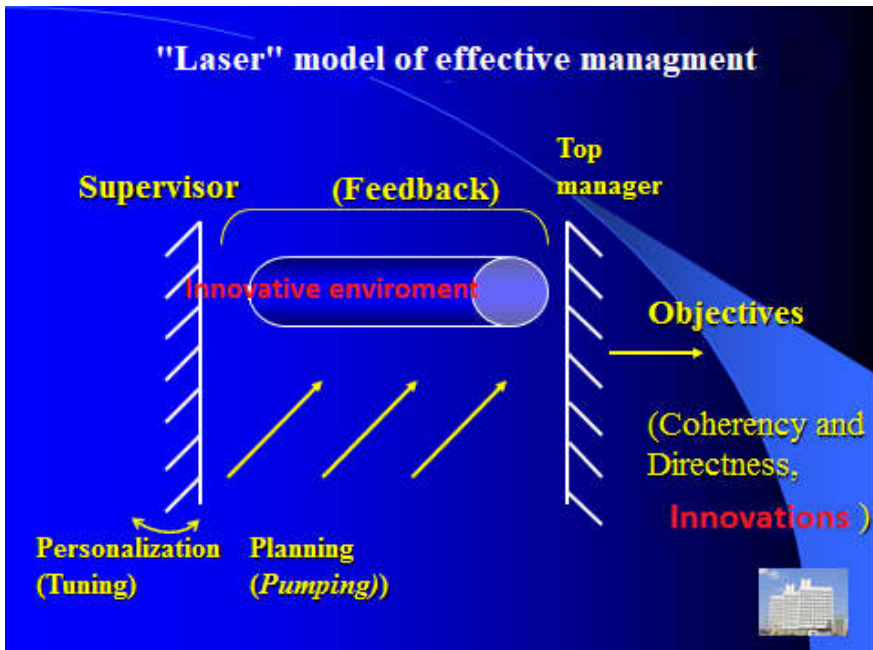 "Laser" model of effective managment
Supervisor
(Feedback)
Top
manager
Innovative enviroment
Objectives
(Coherency and
Directness,
Innovations )
Personalization
(Tuning)
Planning
(Pumping))